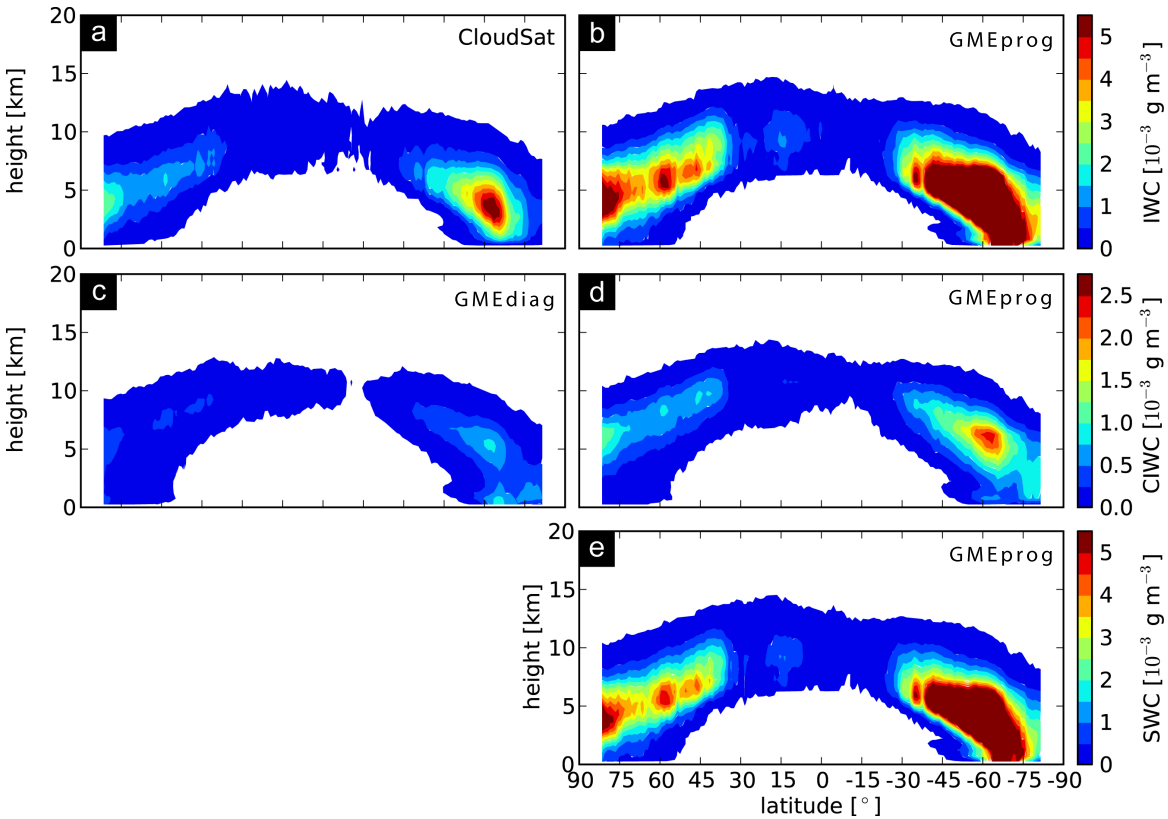 20
15
10
5
0
height [km]
a
CloudSat
b
GMEprog
5
4
3
2
1
0
IWC [10⁻³ g m⁻³]
20
15
10
5
0
height [km]
c
GMEdiag
d
GMEprog
2.5
2.0
1.5
1.0
0.5
0.0
CIWC [10⁻³ g m⁻³]
20
15
10
5
0
height [km]
e
GMEprog
5
4
3
2
1
0
SWC [10⁻³ g m⁻³]
90 75 60 45 30 15 0 -15 -30 -45 -60 -75 -90
latitude [°]